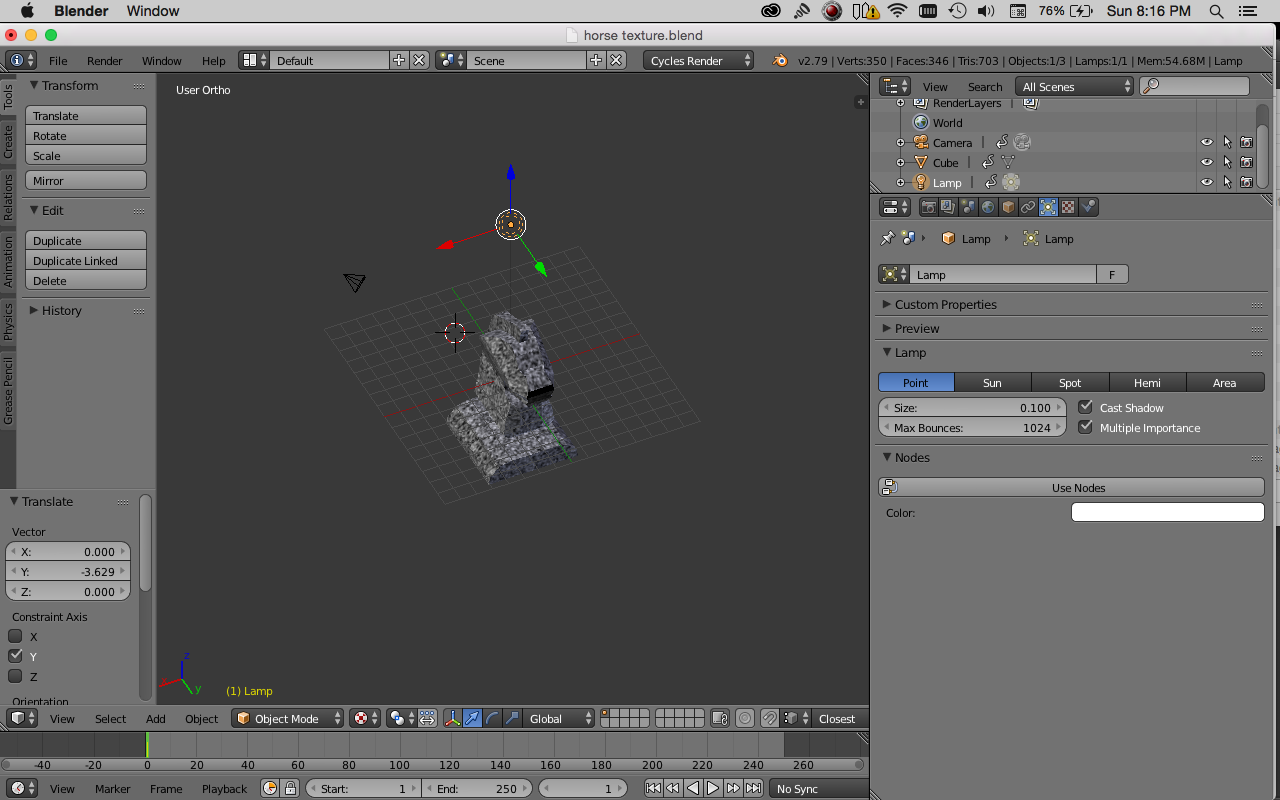 Blender Window 76% Sun 8:16 PM
horse texture.blend
File Render Window Help Default Scene Cycles Render v2.79 | Verts:350 | Faces:346 | Tris:703 | Objects:1/3 | Lamps:1/1 | Mem:54.68M | Lamp
Tools
Create
Relations
Animation
Physics
Grease Pencil
Transform
Translate
Rotate
Scale
Mirror
Edit
Duplicate
Duplicate Linked
Delete
History
Translate
Vector
X: 0.000
Y: -3.629
Z: 0.000
Constraint Axis
X
Y
Z
Orientation
User Ortho
z
x
y
(1) Lamp
View Select Add Object Object Mode Global Closest
-40 -20 0 20 40 60 80 100 120 140 160 180 200 220 240 260
View Marker Frame Playback Start: 1 End: 250 1 No Sync
View Search All Scenes
RenderLayers |
World
Camera |
Cube |
Lamp |
Lamp Lamp
Lamp F
Custom Properties
Preview
Lamp
Point Sun Spot Hemi Area
Size: 0.100 Cast Shadow
Max Bounces: 1024 Multiple Importance
Nodes
Use Nodes
Color: